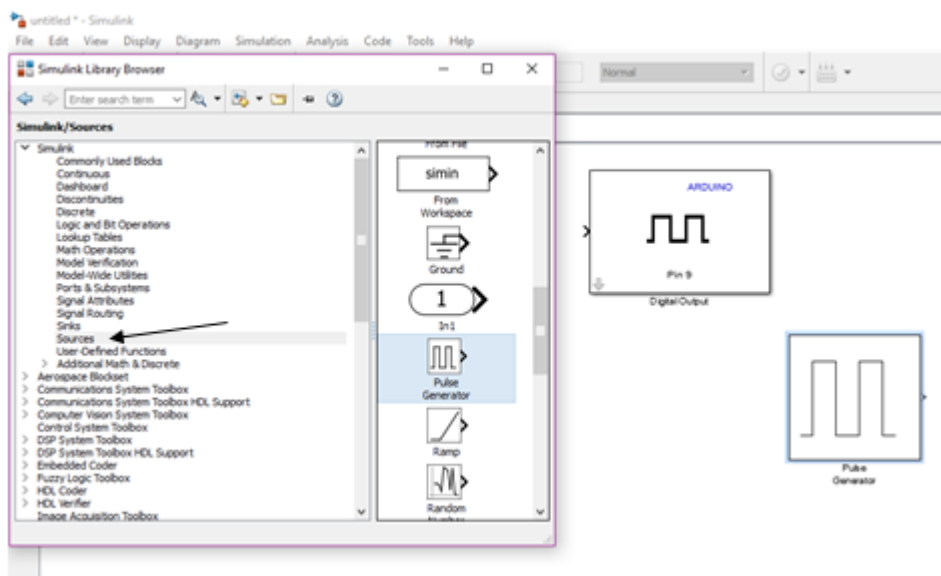 untitled * - Simulink
File Edit View Display Diagram Simulation Analysis Code Tools Help
Simulink Library Browser
Normal
Enter search term
Simulink/Sources
Simulink
Commonly Used Blocks
Continuous
Dashboard
Discontinuities
Discrete
Logic and Bit Operations
Lookup Tables
Math Operations
Model Verification
Model-Wide Utilities
Ports & Subsystems
Signal Attributes
Signal Routing
Sinks
Sources
User-Defined Functions
Additional Math & Discrete
Aerospace Blockset
Communications System Toolbox
Communications System Toolbox HDL Support
Computer Vision System Toolbox
Control System Toolbox
DSP System Toolbox
DSP System Toolbox HDL Support
Embedded Coder
Fuzzy Logic Toolbox
HDL Coder
HDL Verifier
Image Acquisition Toolbox
From File
simin
From
Workspace
Ground
1
In1
Pulse
Generator
Ramp
Random
Number
ARDUINO
Pin 9
Digital Output
Pulse
Generator